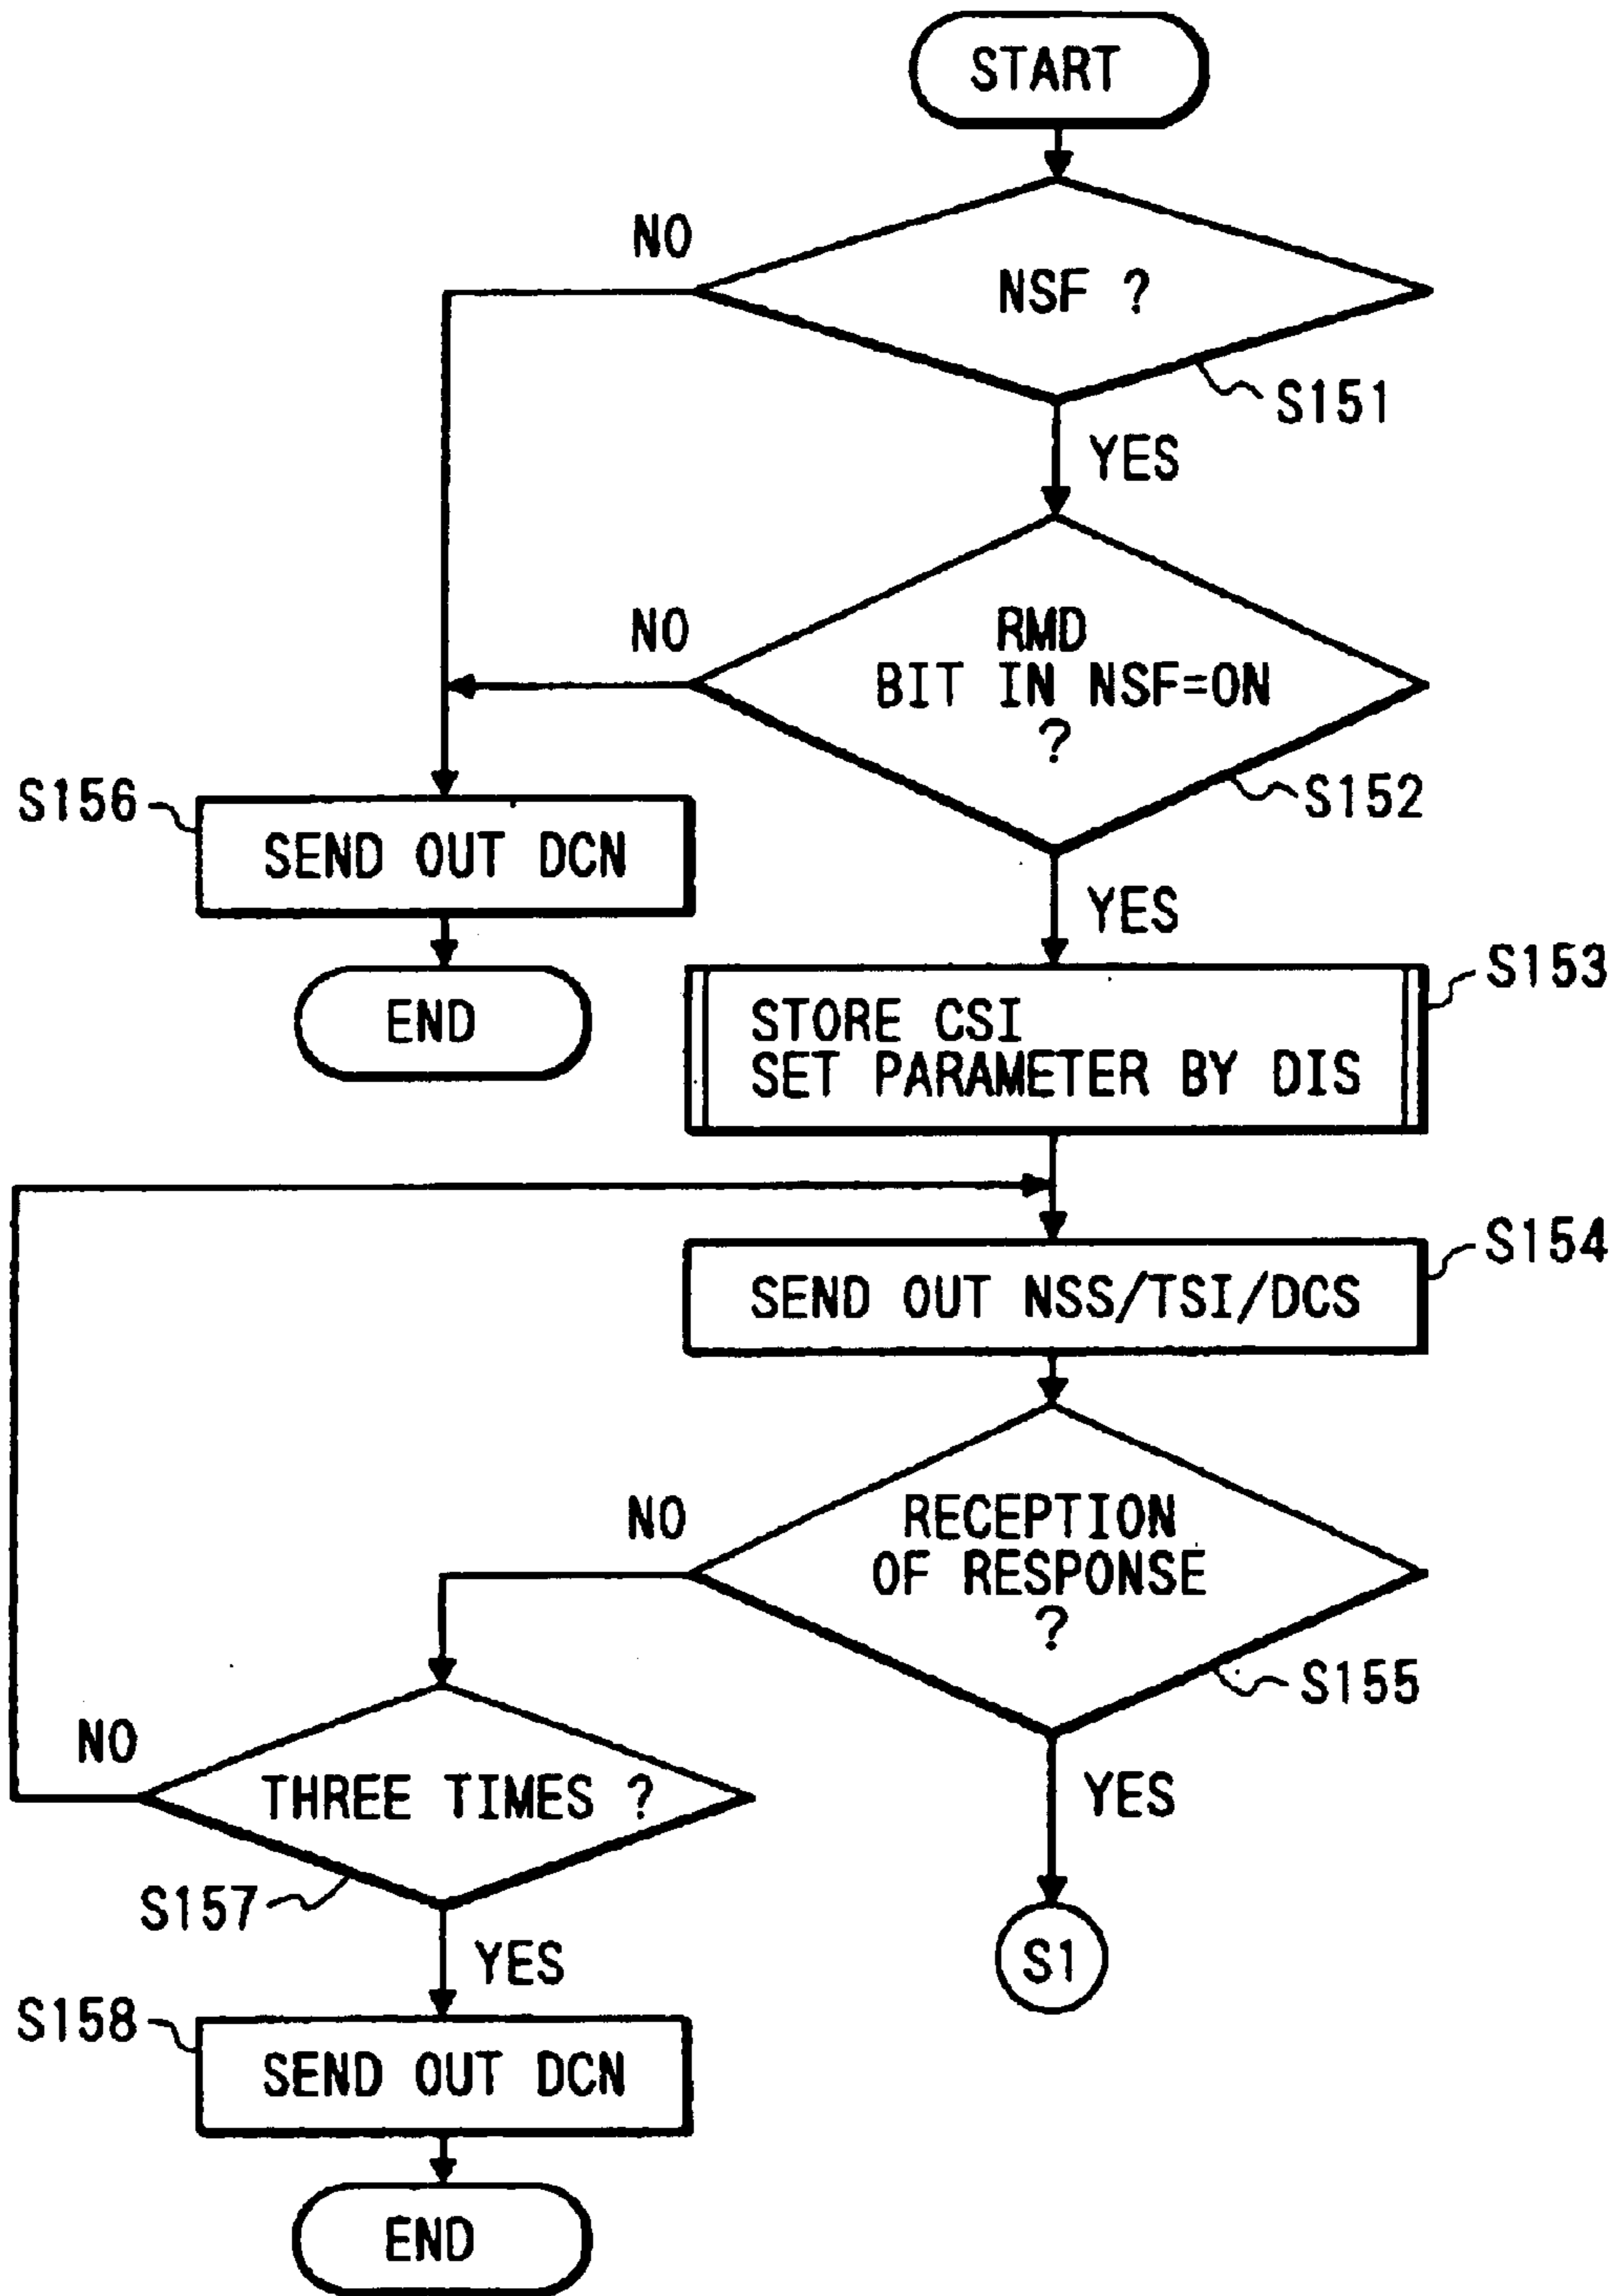 START
NO
NSF ?
S151
YES
NO
RMD
BIT IN NSF=ON
?
S152
S156
SEND OUT DCN
YES
END
S153
STORE CSI
SET PARAMETER BY DIS
S154
SEND OUT NSS/TSI/DCS
NO
RECEPTION
OF RESPONSE
?
S155
NO
THREE TIMES ?
YES
S157
S1
YES
S158
SEND OUT DCN
END